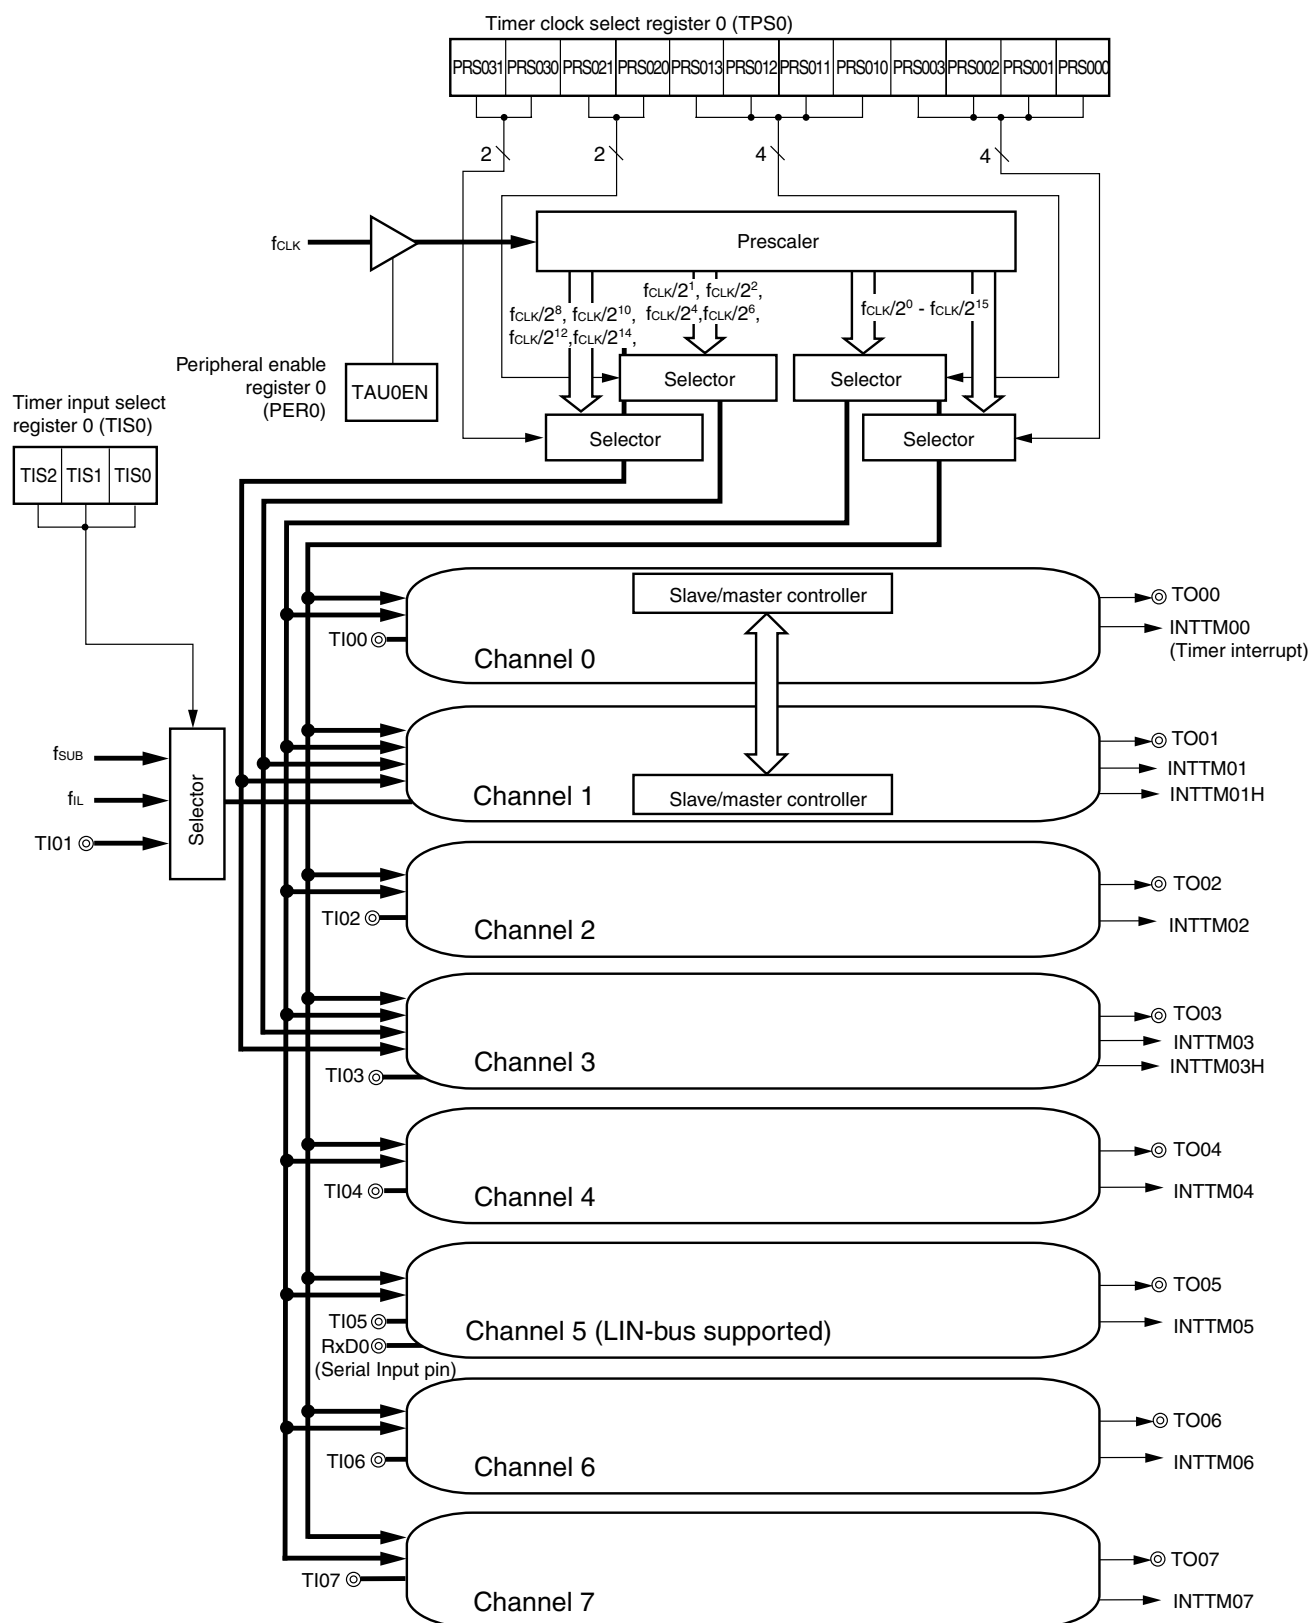 Timer clock select register 0 (TPS0)
PRS031 PRS030 PRS021 PRS020 PRS013 PRS012 PRS011 PRS010 PRS003 PRS002 PRS001 PRS000
2 2 4 4
fCLK
Prescaler
fCLK/2^8, fCLK/2^10,
fCLK/2^12,fCLK/2^14,
fCLK/2^1, fCLK/2^2,
fCLK/2^4,fCLK/2^6,
fCLK/2^0 - fCLK/2^15
Peripheral enable
register 0
(PER0)
TAU0EN
Selector
Selector
Selector
Selector
Timer input select
register 0 (TIS0)
TIS2 TIS1 TIS0
Slave/master controller
TI00
Channel 0
TO00
INTTM00
(Timer interrupt)
fSUB
fIL
TI01
Selector
Channel 1
Slave/master controller
TO01
INTTM01
INTTM01H
TI02
Channel 2
TO02
INTTM02
TI03
Channel 3
TO03
INTTM03
INTTM03H
TI04
Channel 4
TO04
INTTM04
TI05
RxD0
(Serial Input pin)
Channel 5 (LIN-bus supported)
TO05
INTTM05
TI06
Channel 6
TO06
INTTM06
TI07
Channel 7
TO07
INTTM07